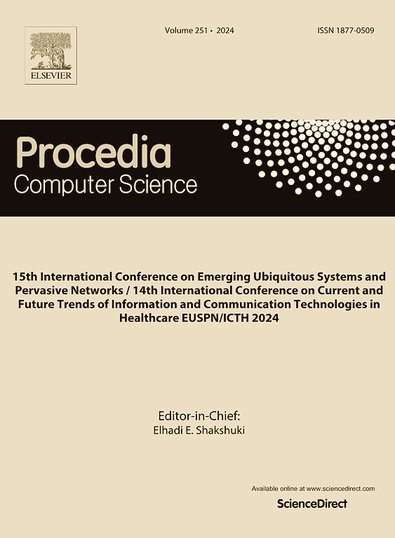 Volume 251 • 2024
ISSN 1877-0509
ELSEVIER
Procedia
Computer Science
15th International Conference on Emerging Ubiquitous Systems and
Pervasive Networks / 14th International Conference on Current and
Future Trends of Information and Communication Technologies in
Healthcare EUSPN/ICTH 2024
Editor-in-Chief:
Elhadi E. Shakshuki
Available online at www.sciencedirect.com
ScienceDirect